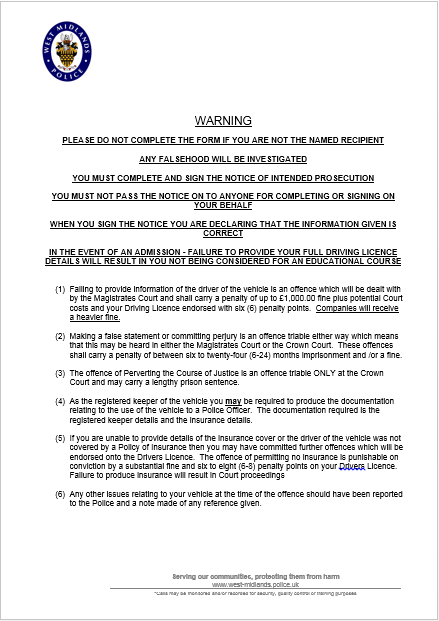 WEST MIDLANDS
POLICE
WARNING
PLEASE DO NOT COMPLETE THE FORM IF YOU ARE NOT THE NAMED RECIPIENT
ANY FALSEHOOD WILL BE INVESTIGATED
YOU MUST COMPLETE AND SIGN THE NOTICE OF INTENDED PROSECUTION
YOU MUST NOT PASS THE NOTICE ON TO ANYONE FOR COMPLETING OR SIGNING ON
YOUR BEHALF
WHEN YOU SIGN THE NOTICE YOU ARE DECLARING THAT THE INFORMATION GIVEN IS
CORRECT
IN THE EVENT OF AN ADMISSION - FAILURE TO PROVIDE YOUR FULL DRIVING LICENCE
DETAILS WILL RESULT IN YOU NOT BEING CONSIDERED FOR AN EDUCATIONAL COURSE
(1) Failing to provide information of the driver of the vehicle is an offence which will be dealt with
by the Magistrates Court and shall carry a penalty of up to £1,000.00 fine plus potential Court
costs and your Driving Licence endorsed with six (6) penalty points. Companies will receive
a heavier fine.
(2) Making a false statement or committing perjury is an offence triable either way which means
that this may be heard in either the Magistrates Court or the Crown Court. These offences
shall carry a penalty of between six to twenty-four (6-24) months imprisonment and /or a fine.
(3) The offence of Perverting the Course of Justice is an offence triable ONLY at the Crown
Court and may carry a lengthy prison sentence.
(4) As the registered keeper of the vehicle you may be required to produce the documentation
relating to the use of the vehicle to a Police Officer. The documentation required is the
registered keeper details and the insurance details.
(5) If you are unable to provide details of the insurance cover or the driver of the vehicle was not
covered by a Policy of Insurance then you may have committed further offences which will be
endorsed onto the Drivers Licence. The offence of permitting no insurance is punishable on
conviction by a substantial fine and six to eight (6-8) penalty points on your Drivers Licence.
Failure to produce insurance will result in Court proceedings
(6) Any other issues relating to your vehicle at the time of the offence should have been reported
to the Police and a note made of any reference given.
Serving our communities, protecting them from harm
www.west-midlands.police.uk
*Calls may be monitored and/or recorded for security, quality control or training purposes